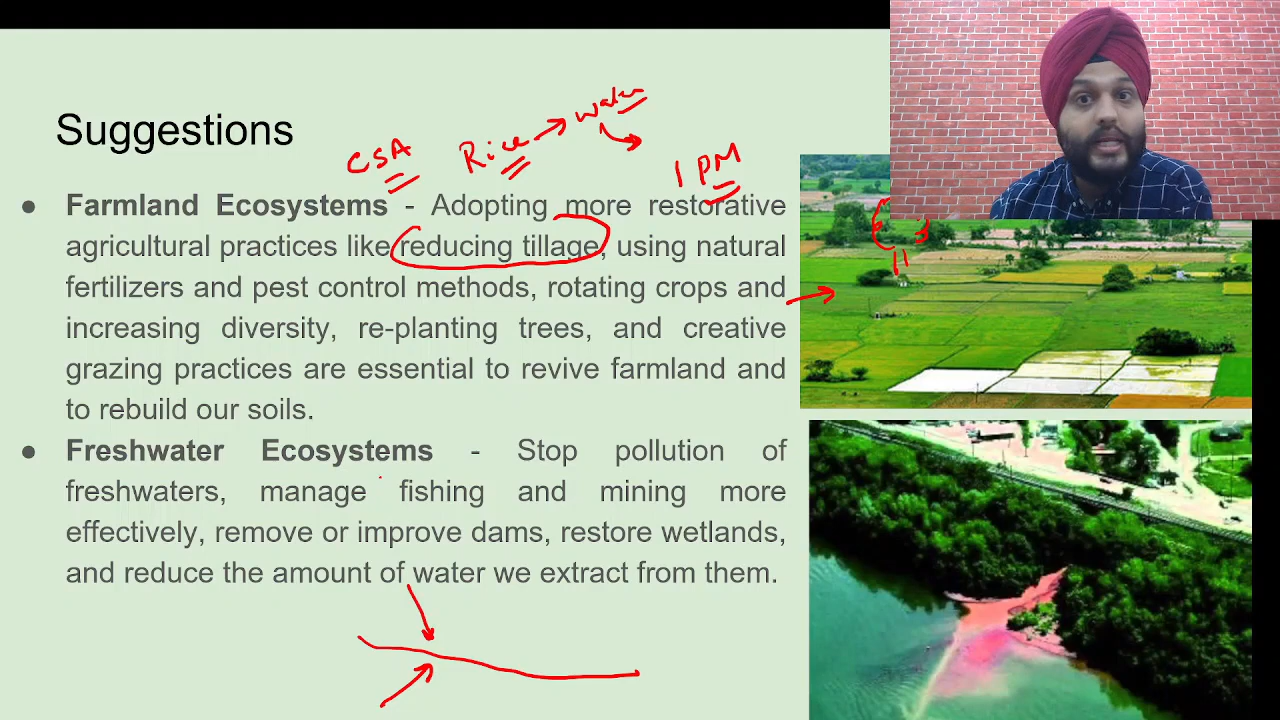 Suggestions
CSA
Rice → water
IPM
● Farmland Ecosystems - Adopting more restorative
agricultural practices like reducing tillage, using natural
fertilizers and pest control methods, rotating crops and
increasing diversity, re-planting trees, and creative
grazing practices are essential to revive farmland and
to rebuild our soils.
● Freshwater Ecosystems - Stop pollution of
freshwaters, manage fishing and mining more
effectively, remove or improve dams, restore wetlands,
and reduce the amount of water we extract from them.